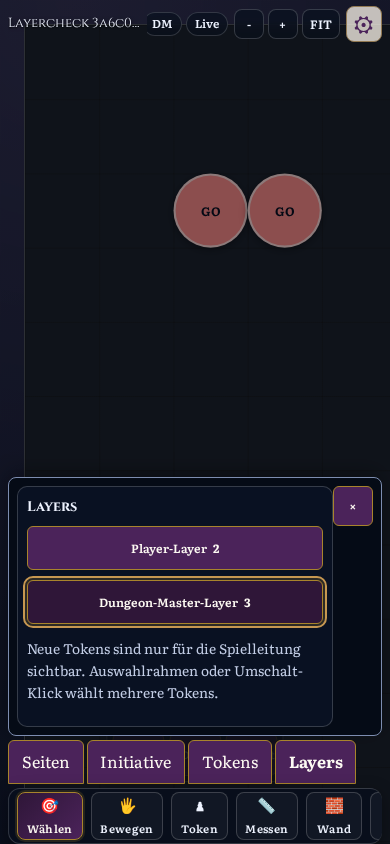 Layercheck 3a6c0...
DM
Live
-
+
FIT
GO
GO
Layers
×
Player-Layer 2
Dungeon-Master-Layer 3
Neue Tokens sind nur für die Spielleitung
sichtbar. Auswahlrahmen oder Umschalt-
Klick wählt mehrere Tokens.
Seiten
Initiative
Tokens
Layers
Wählen
Bewegen
Token
Messen
Wand